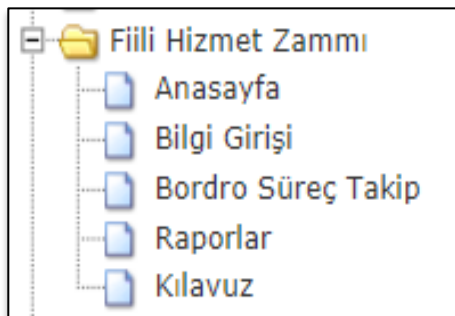 Fiili Hizmet Zammı
Anasayfa
Bilgi Girişi
Bordro Süreç Takip
Raporlar
Kılavuz